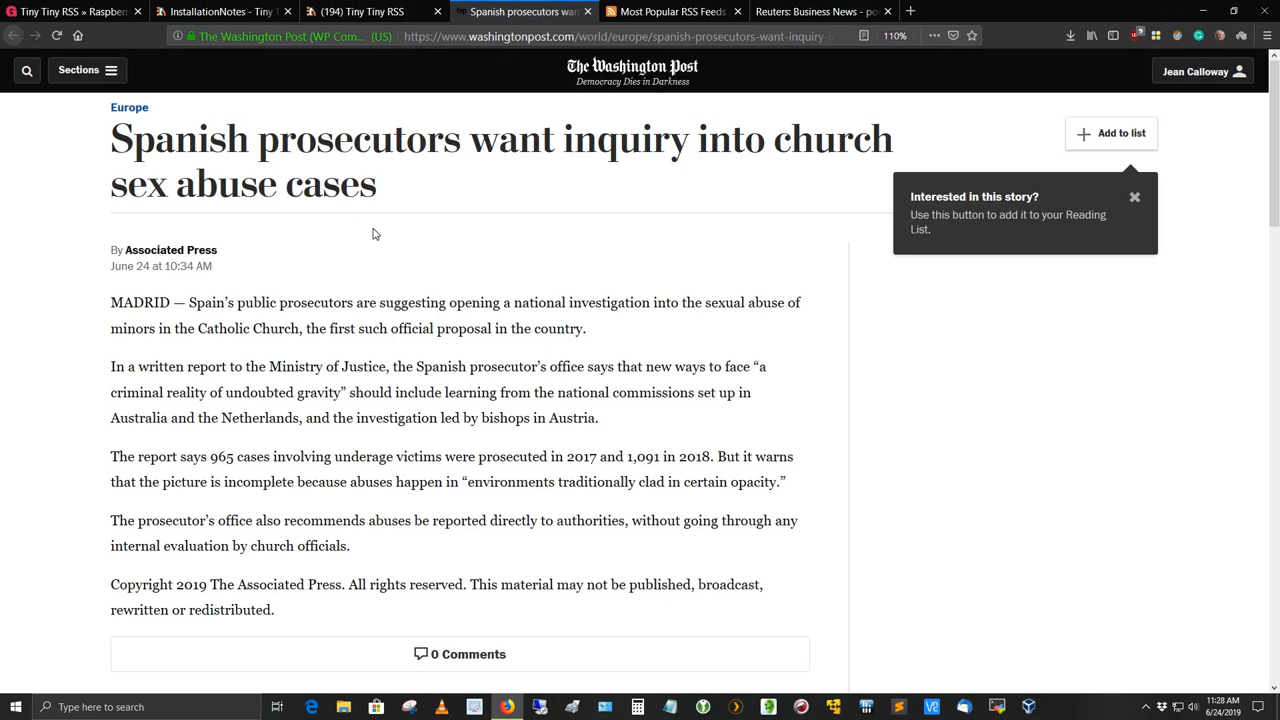 Tiny Tiny RSS » Raspber
InstallationNotes - Tiny T
(194) Tiny Tiny RSS
Spanish prosecutors wan
Most Popular RSS Feeds
Reuters: Business News - po
The Washington Post (WP Com... (US)
https://www.washingtonpost.com/world/europe/spanish-prosecutors-want-inquiry-i
110%
9
Sections
The Washington Post
Democracy Dies in Darkness
Jean Calloway
Europe
Spanish prosecutors want inquiry into church
sex abuse cases
Add to list
Interested in this story?
Use this button to add it to your Reading
List.
By Associated Press
June 24 at 10:34 AM
MADRID — Spain’s public prosecutors are suggesting opening a national investigation into the sexual abuse of
minors in the Catholic Church, the first such official proposal in the country.
In a written report to the Ministry of Justice, the Spanish prosecutor’s office says that new ways to face “a
criminal reality of undoubted gravity” should include learning from the national commissions set up in
Australia and the Netherlands, and the investigation led by bishops in Austria.
The report says 965 cases involving underage victims were prosecuted in 2017 and 1,091 in 2018. But it warns
that the picture is incomplete because abuses happen in “environments traditionally clad in certain opacity.”
The prosecutor’s office also recommends abuses be reported directly to authorities, without going through any
internal evaluation by church officials.
Copyright 2019 The Associated Press. All rights reserved. This material may not be published, broadcast,
rewritten or redistributed.
0 Comments
Type here to search
11:28 AM
6/24/2019